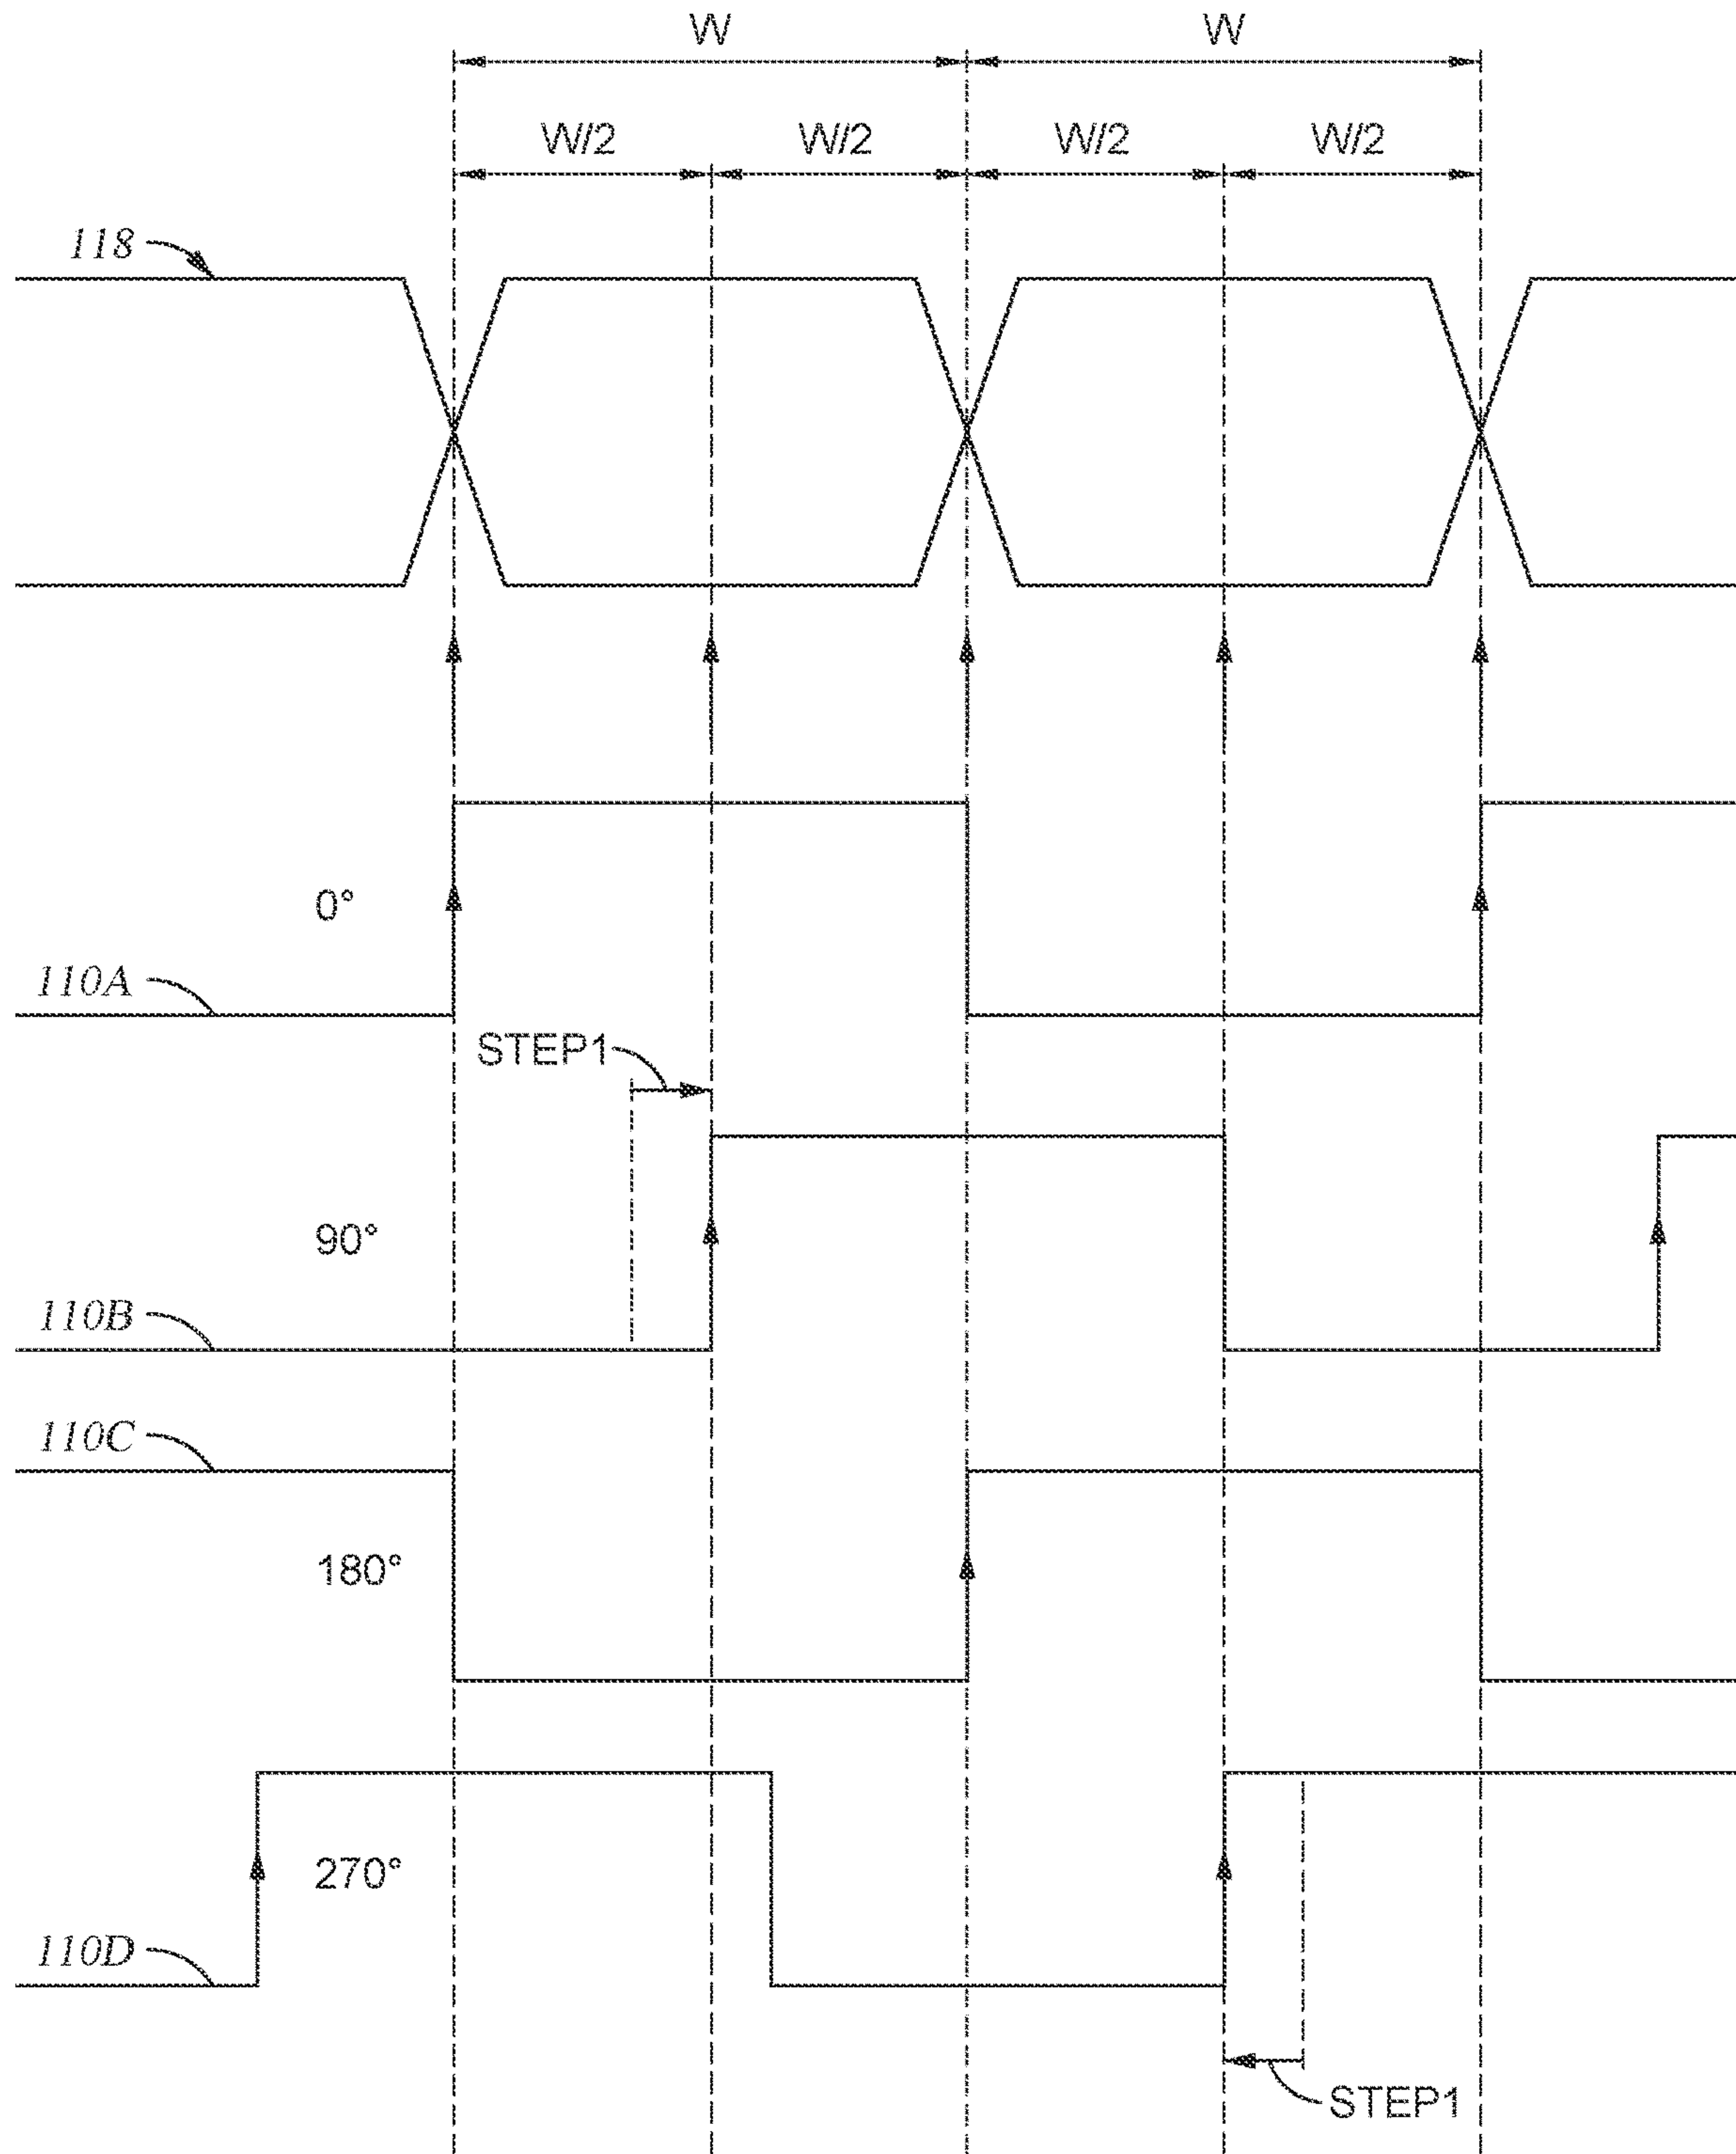 W W
W/2 W/2 W/2 W/2
118
0°
110A
STEP1
90°
110B
110C
180°
270°
110D
STEP1